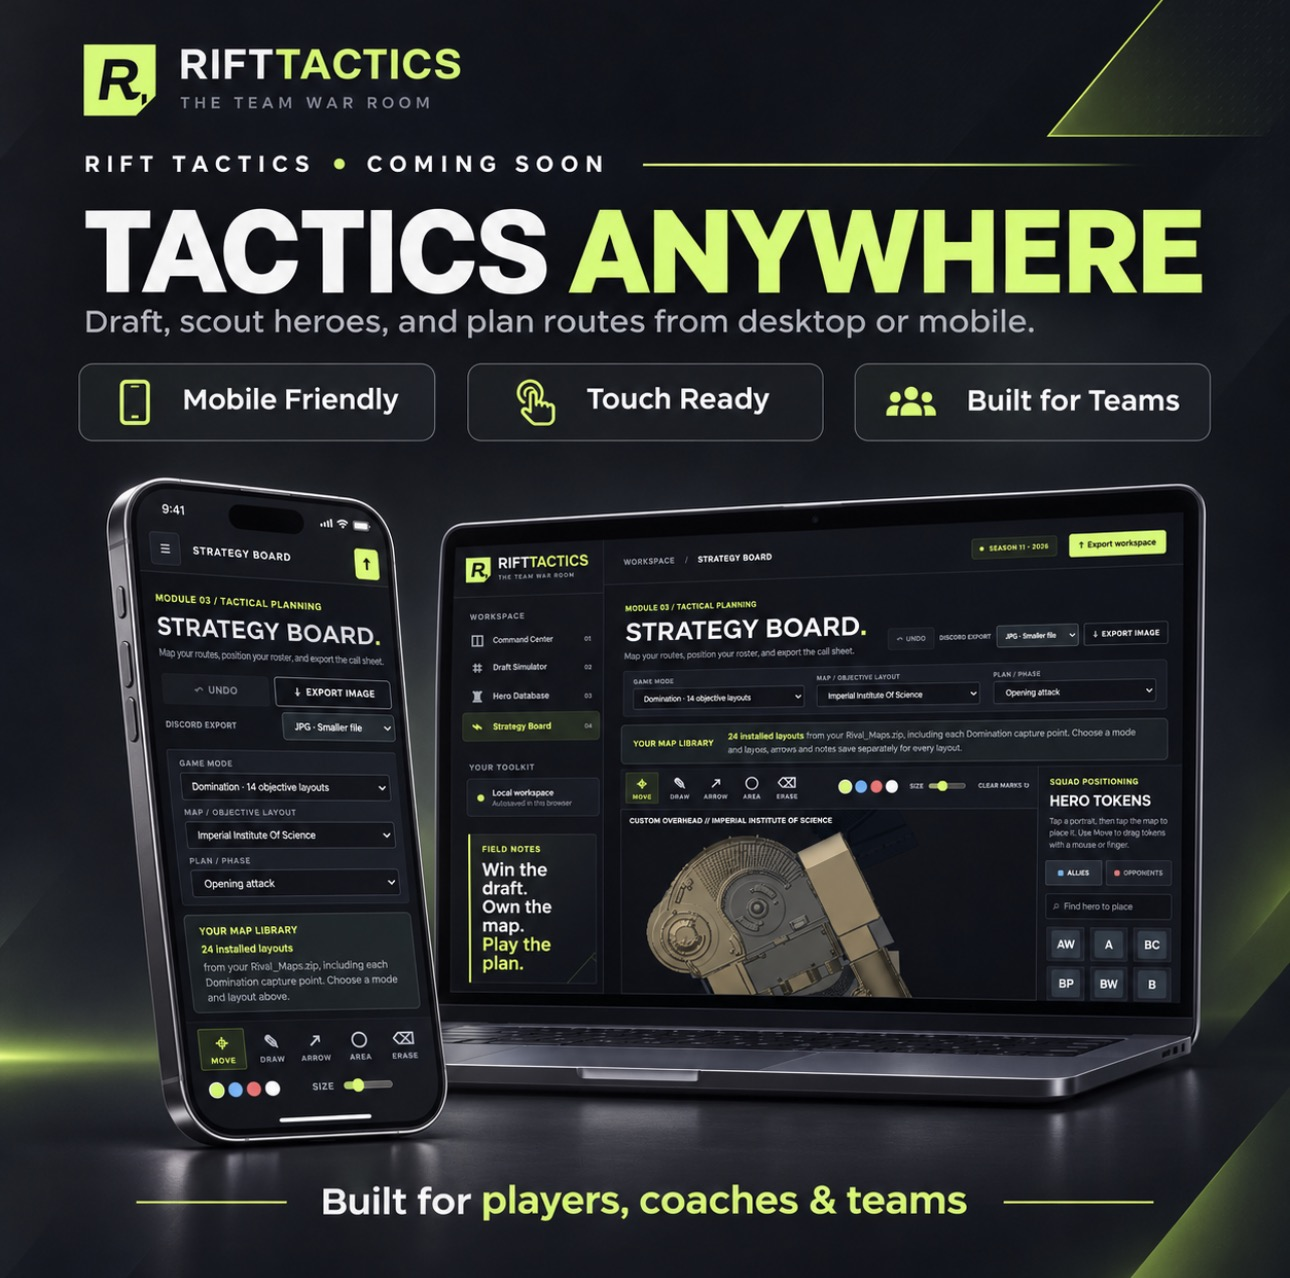 R,
RIFTTACTICS
THE TEAM WAR ROOM
RIFT TACTICS • COMING SOON
TACTICS ANYWHERE
Draft, scout heroes, and plan routes from desktop or mobile.
Mobile Friendly
Touch Ready
Built for Teams
9:41
STRATEGY BOARD
MODULE 03 / TACTICAL PLANNING
STRATEGY BOARD.
Map your routes, position your roster, and export the call sheet.
↶ UNDO
↓ EXPORT IMAGE
DISCORD EXPORT
JPG · Smaller file
GAME MODE
Domination · 14 objective layouts
MAP / OBJECTIVE LAYOUT
Imperial Institute Of Science
PLAN / PHASE
Opening attack
YOUR MAP LIBRARY
24 installed layouts
from your Rival_Maps.zip, including each
Domination capture point. Choose a mode
and layout above.
MOVE
DRAW
ARROW
AREA
ERASE
SIZE
R,
RIFTTACTICS
THE TEAM WAR ROOM
WORKSPACE
Command Center 01
Draft Simulator 02
Hero Database 03
Strategy Board 04
YOUR TOOLKIT
Local workspace
Autosaved in this browser
FIELD NOTES
Win the
draft.
Own the
map.
Play the
plan.
WORKSPACE / STRATEGY BOARD
SEASON 11 - 2036
↑ Export workspace
MODULE 03 / TACTICAL PLANNING
STRATEGY BOARD.
Map your routes, position your roster, and export the call sheet.
↶ UNDO
DISCORD EXPORT
JPG · Smaller file
↓ EXPORT IMAGE
GAME MODE
Domination · 14 objective layouts
MAP / OBJECTIVE LAYOUT
Imperial Institute Of Science
PLAN / PHASE
Opening attack
YOUR MAP LIBRARY
24 installed layouts from your Rival_Maps.zip, including each Domination capture point. Choose a mode
and layors, arrows and notes save separately for every layout.
MOVE
DRAW
ARROW
AREA
ERASE
SIZE
CLEAR MARKS
CUSTOM OVERHEAD // IMPERIAL INSTITUTE OF SCIENCE
SQUAD POSITIONING
HERO TOKENS
Tap a portrait, then tap the map to
place it. Use Move to drag tokens
with a mouse or finger.
ALLIES
OPPONENTS
Find hero to place
AW A BC
BP BW B
Built for players, coaches & teams